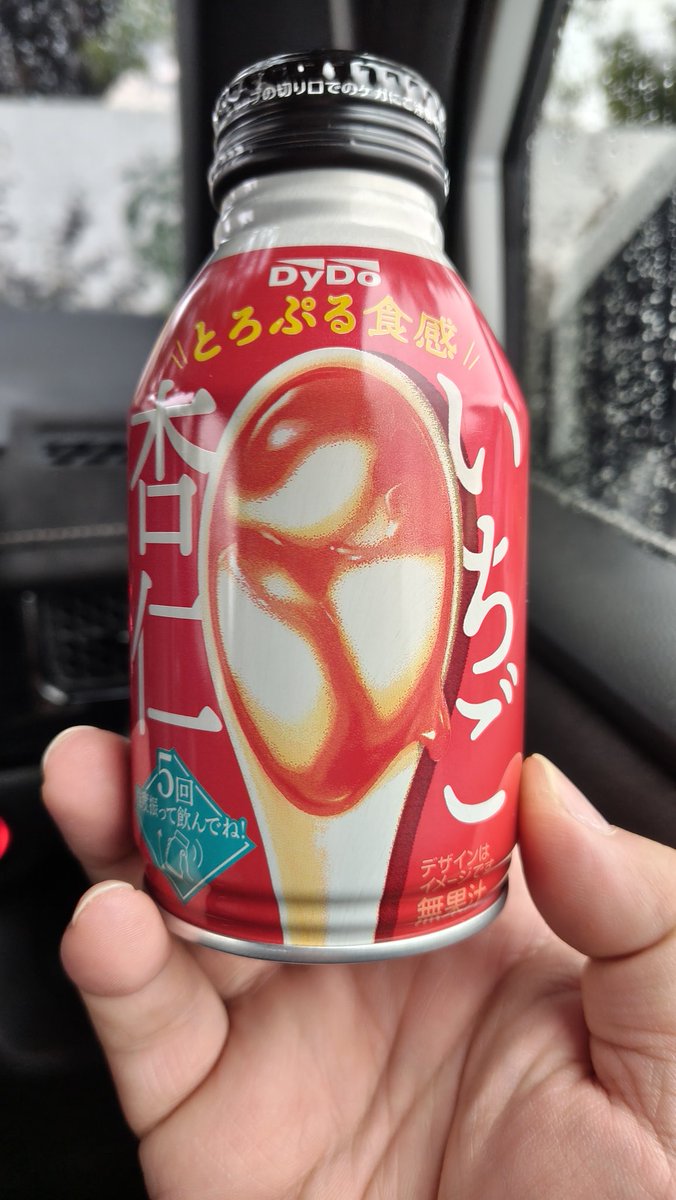 プの切り口でのケガにご
DyDo
とろぷる食感
いちご
杏仁
5回
振って飲んでね!
デザインは
イメージです
無果汁